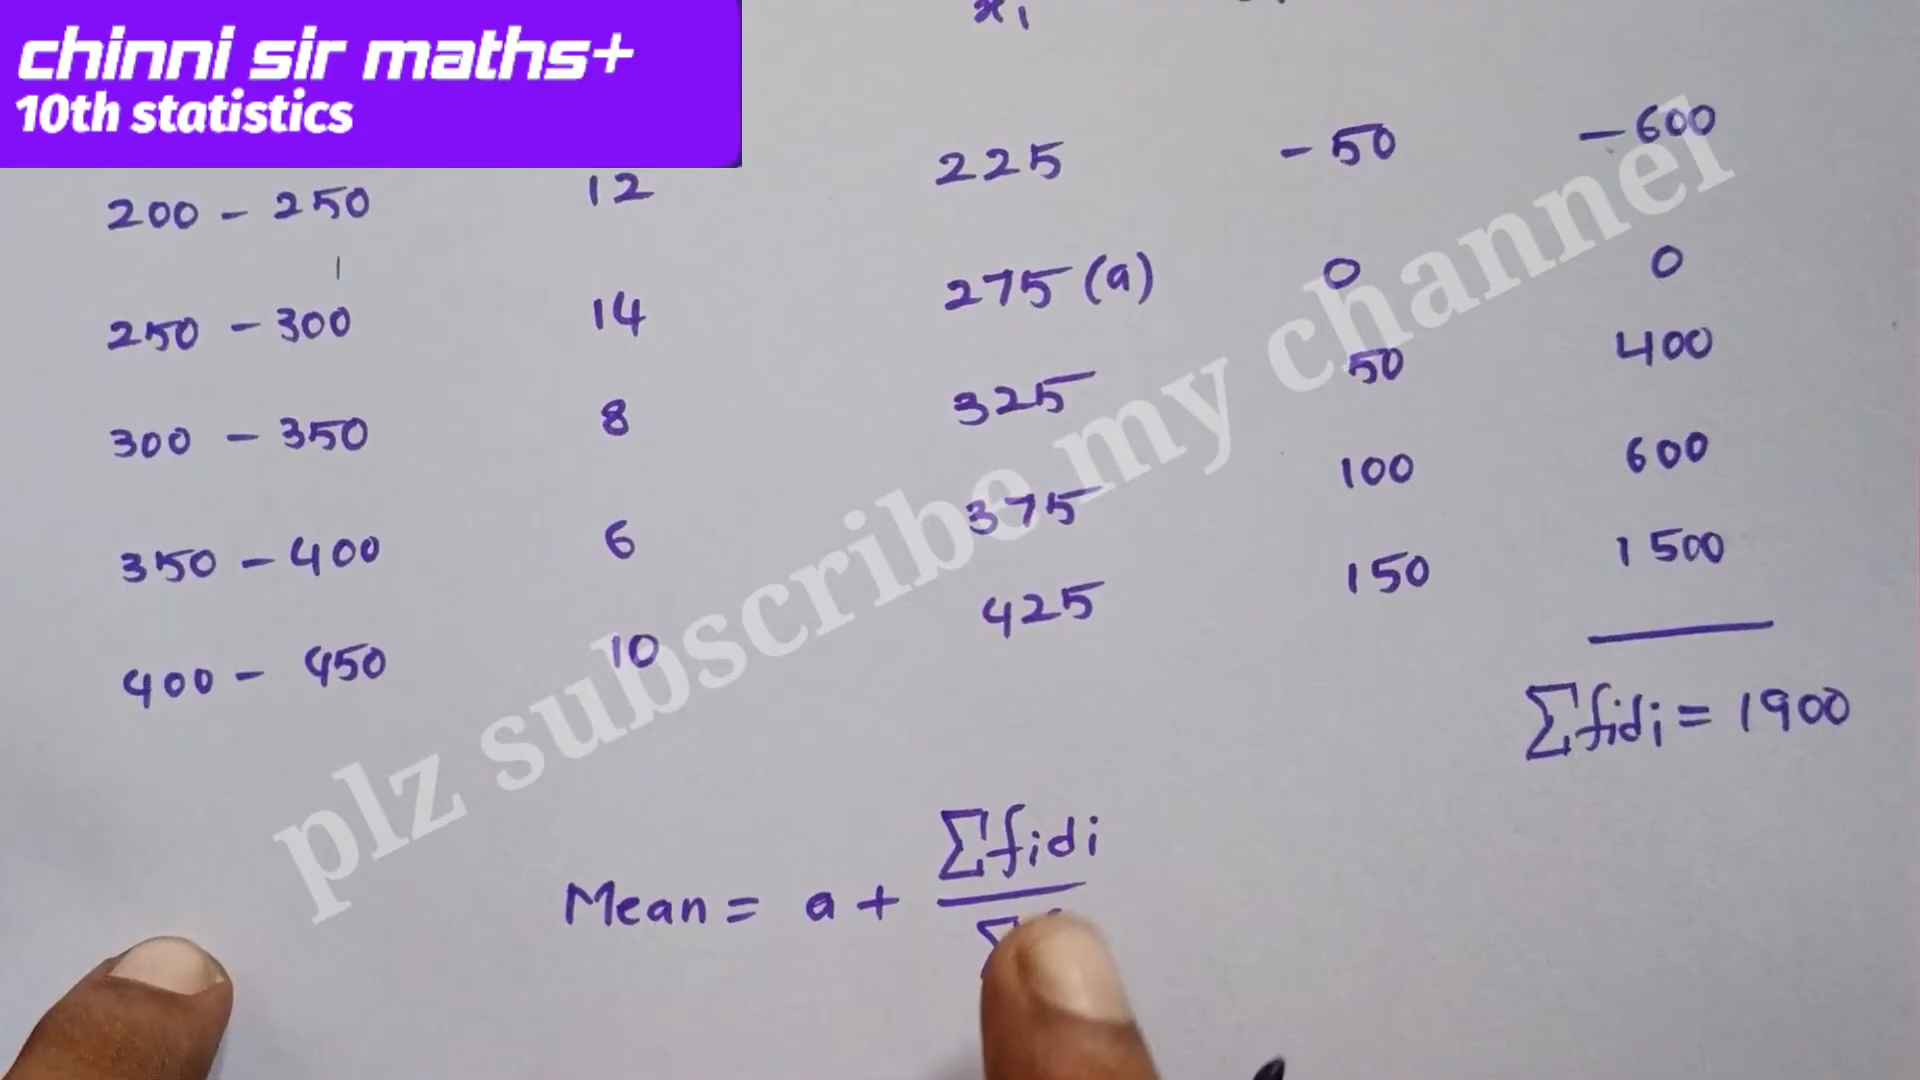 chinni sir maths+
10th statistics
xi
200 - 250 12 225 - 50 - 600
250 - 300 14 275 (a) 0 0
300 - 350 8 325 50 400
350 - 400 6 375 100 600
400 - 450 10 425 150 1500
Σfidi = 1900
Mean = a + Σfidi
Σ
plz subscribe my channel